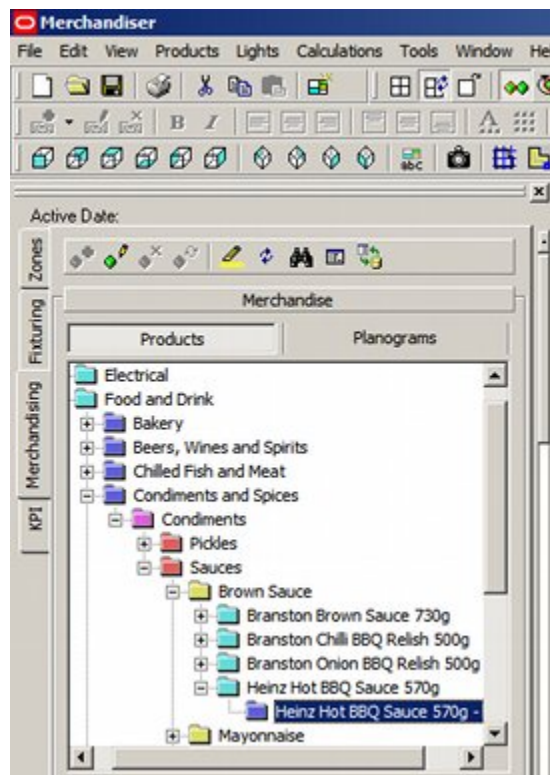 Merchandiser
File Edit View Products Lights Calculations Tools Window He
B I A
abc
Active Date:
Zones
Fixturing
Merchandising
KPI
Merchandise
Products Planograms
Electrical
Food and Drink
Bakery
Beers, Wines and Spirits
Chilled Fish and Meat
Condiments and Spices
Condiments
Pickles
Sauces
Brown Sauce
Branston Brown Sauce 730g
Branston Chilli BBQ Relish 500g
Branston Onion BBQ Relish 500g
Heinz Hot BBQ Sauce 570g
Heinz Hot BBQ Sauce 570g -
Mayonnaise